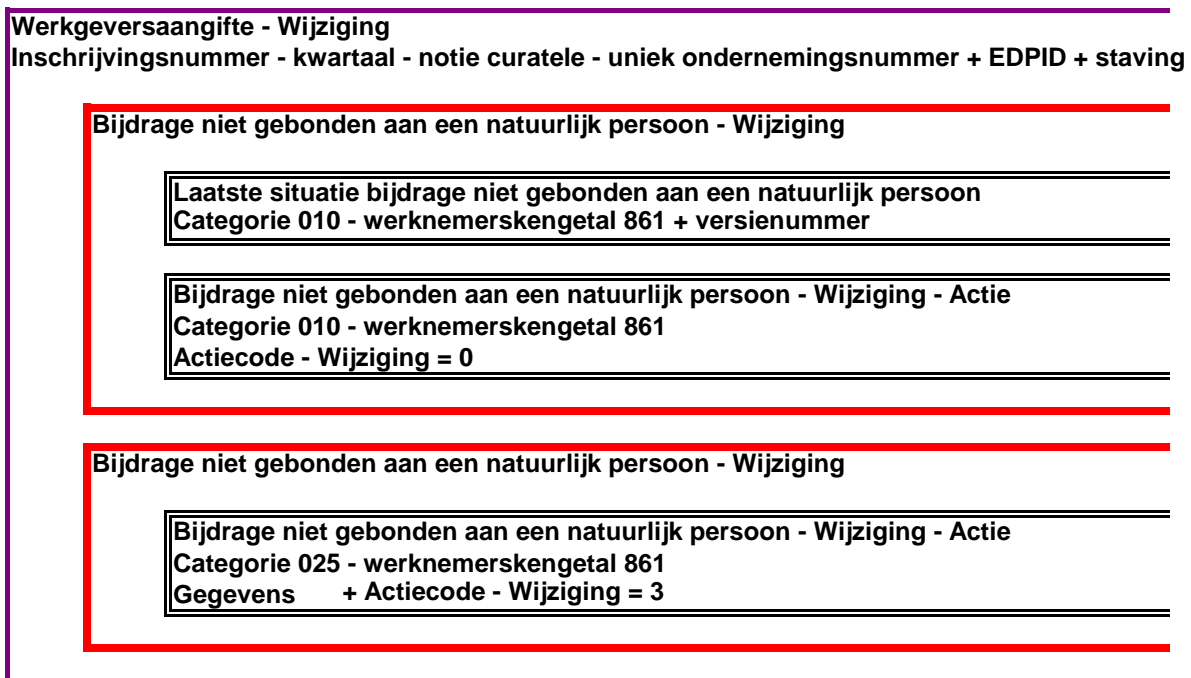 Werkgeversaangifte - Wijziging
Inschrijvingsnummer - kwartaal - notie curatele - uniek ondernemingsnummer + EDPID + staving
Bijdrage niet gebonden aan een natuurlijk persoon - Wijziging
Laatste situatie bijdrage niet gebonden aan een natuurlijk persoon
Categorie 010 - werknemerskengetal 861 + versienummer
Bijdrage niet gebonden aan een natuurlijk persoon - Wijziging - Actie
Categorie 010 - werknemerskengetal 861
Actiecode - Wijziging = 0
Bijdrage niet gebonden aan een natuurlijk persoon - Wijziging
Bijdrage niet gebonden aan een natuurlijk persoon - Wijziging - Actie
Categorie 025 - werknemerskengetal 861
Gegevens + Actiecode - Wijziging = 3